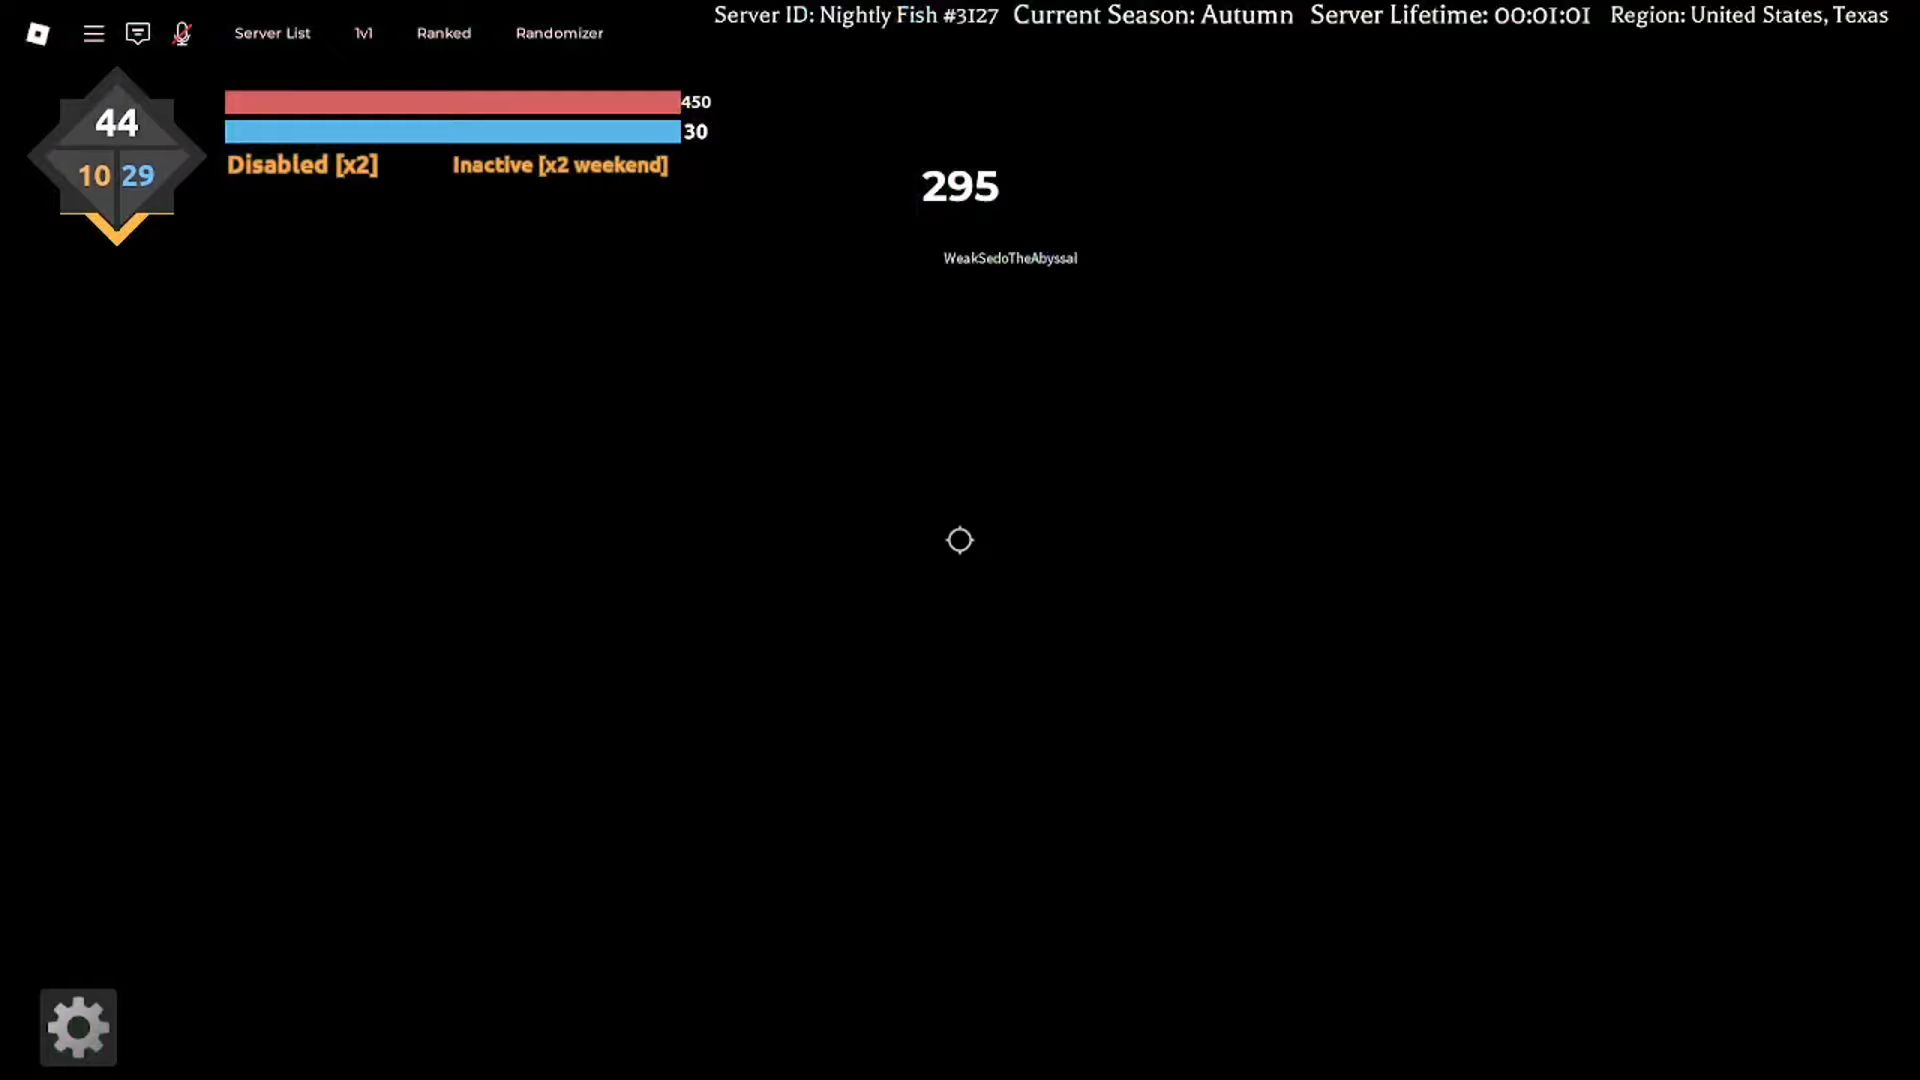 Server ID: Nightly Fish #3127 Current Season: Autumn Server Lifetime: 00:01:01 Region: United States, Texas
Server List 1v1 Ranked Randomizer
44
10 29
450
30
Disabled [x2] Inactive [x2 weekend]
295
WeakSedoTheAbyssal